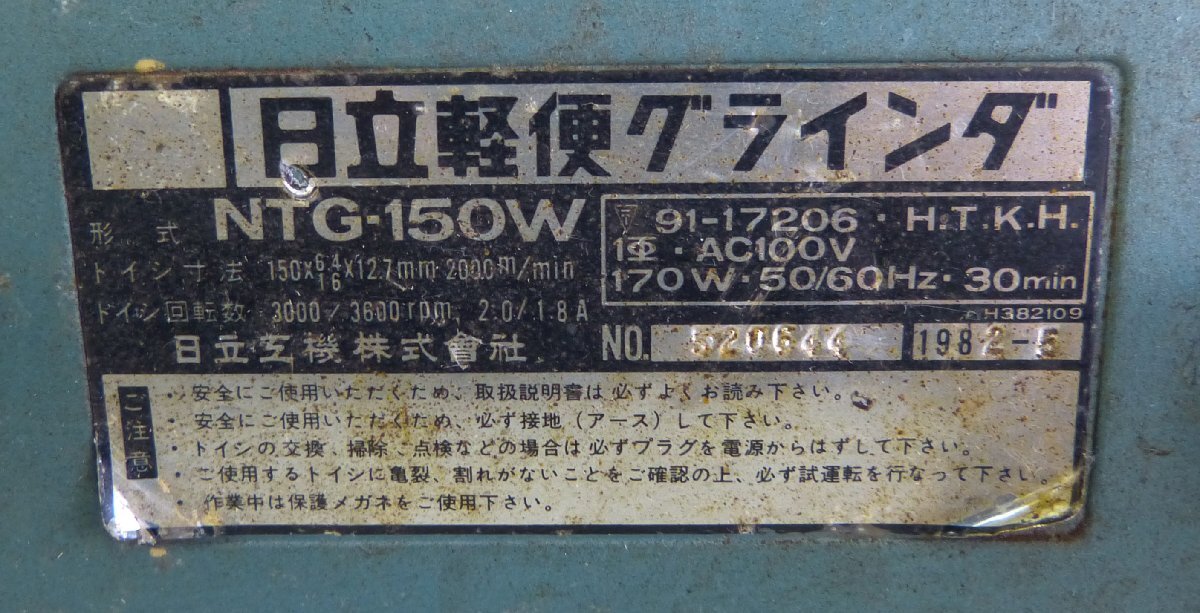 日立軽便グラインダ
形式 NTG-150W
トイシ寸法 150×6.4/16×12.7mm 2000m/min
トイシ回転数 3000/3600rpm, 2.0/1.8A
日立工機株式會社
〒 91-17206・H.T.K.H.
1Φ・AC100V
170W・50/60Hz・30min
H382109
NO. 520644 1982-5
ご注意
・安全にご使用いただくため、取扱説明書は必ずよくお読み下さい。
・安全にご使用いただくため、必ず接地(アース)して下さい。
・トイシの交換、掃除、点検などの場合は必ずプラグを電源からはずして下さい。
・ご使用するトイシに亀裂、割れがないことをご確認の上、必ず試運転を行なって下さい。
・作業中は保護メガネをご使用下さい。